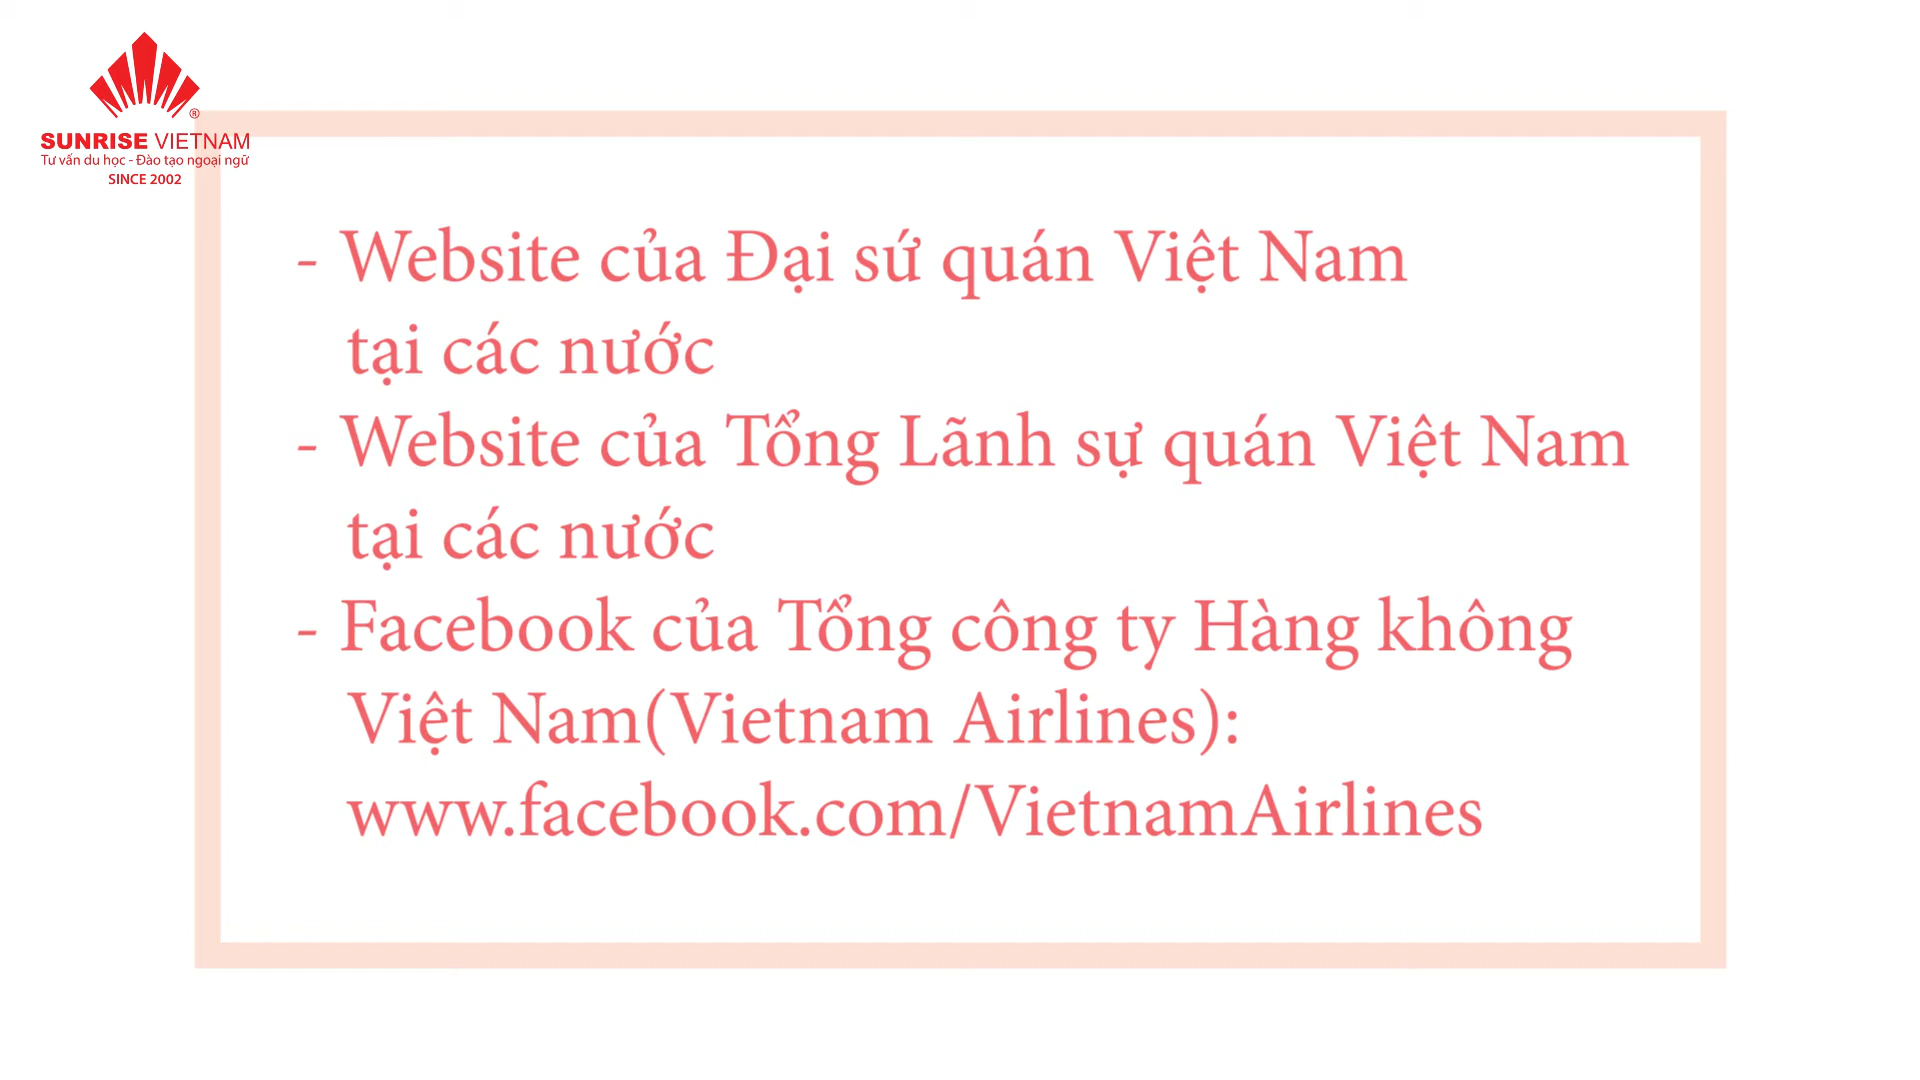 ®
SUNRISE VIETNAM
Tư vấn du học - Đào tạo ngoại ngữ
SINCE 2002
- Website của Đại sứ quán Việt Nam
tại các nước
- Website của Tổng Lãnh sự quán Việt Nam
tại các nước
- Facebook của Tổng công ty Hàng không
Việt Nam(Vietnam Airlines):
www.facebook.com/VietnamAirlines